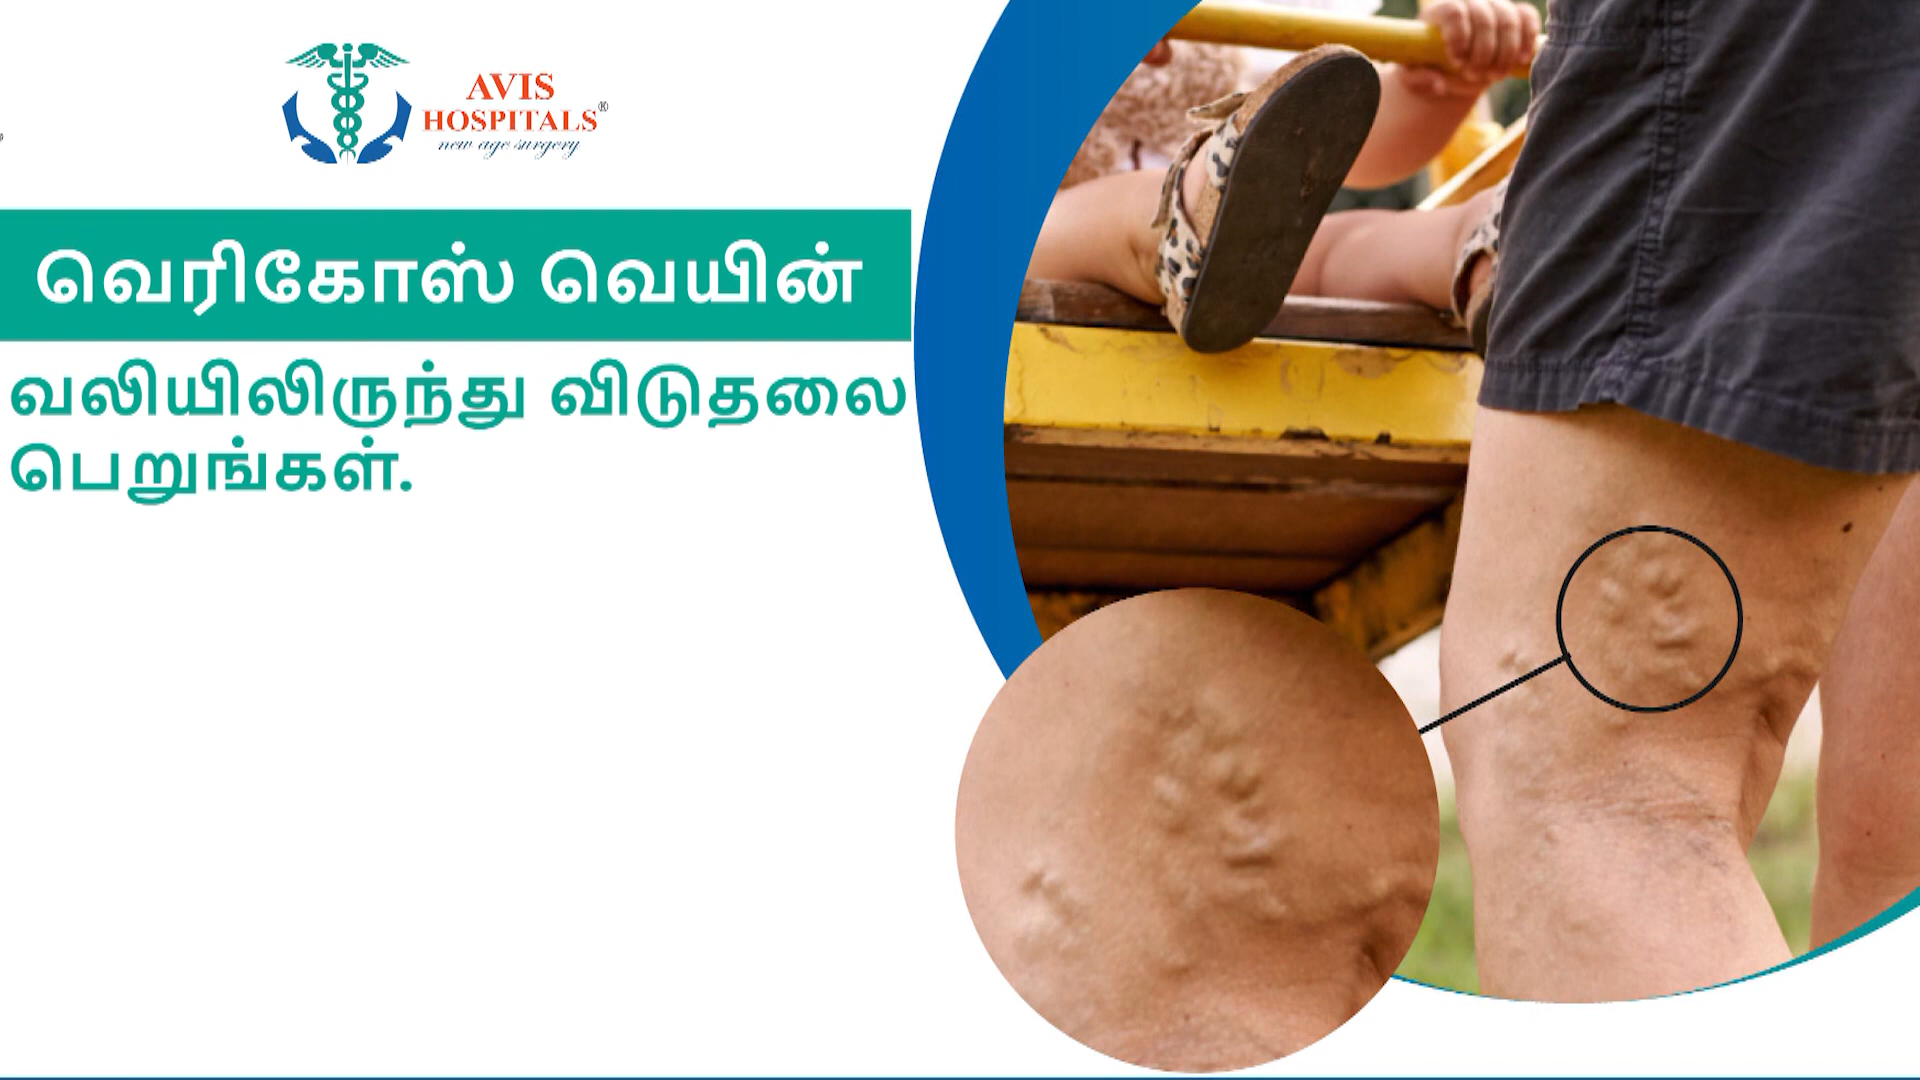 AVIS
HOSPITALS®
new age surgery
வெரிகோஸ் வெயின்
வலியிலிருந்து விடுதலை
பெறுங்கள்.